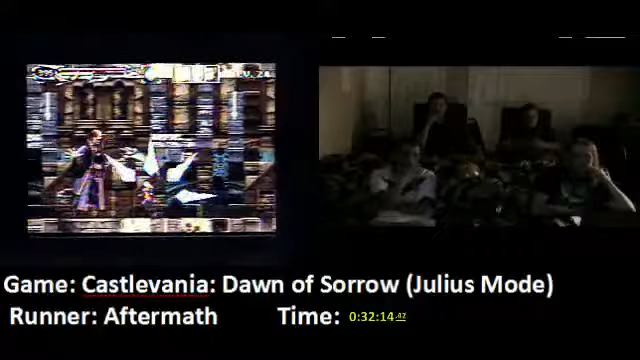 Game: Castlevania: Dawn of Sorrow (Julius Mode)
Runner: Aftermath Time: 0:32:14